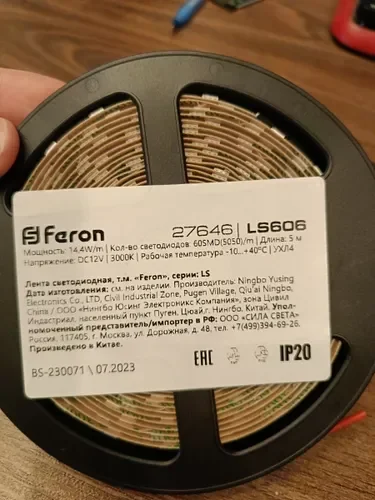 Feron
27646 | LS606
Мощность: 14,4W/m | Кол-во светодиодов: 60SMD(5050)/m | Длина: 5 м
Напряжение: DC12V | 3000K | Рабочая температура -10...+40°C | УХЛ4
Лента светодиодная, т.м. «Feron», серии: LS
Дата изготовления: см. на изделии. Производитель: Ningbo Yusing
Electronics Co., LTD, Civil Industrial Zone, Pugen Village, Qiu'ai Ningbo,
China / ООО «Нингбо Юсинг Электроникс Компания», зона Цивил
Индастриал, населенный пункт Пуген, Цюай,г. Нингбо, Китай. Упол-
номоченный представитель/импортер в РФ: ООО «СИЛА СВЕТА»
Россия, 117405, г. Москва, ул. Дорожная, д. 48, тел. +7(499)394-69-26.
Произведено в Китае.
EAC IP20
BS-230071 \ 07.2023